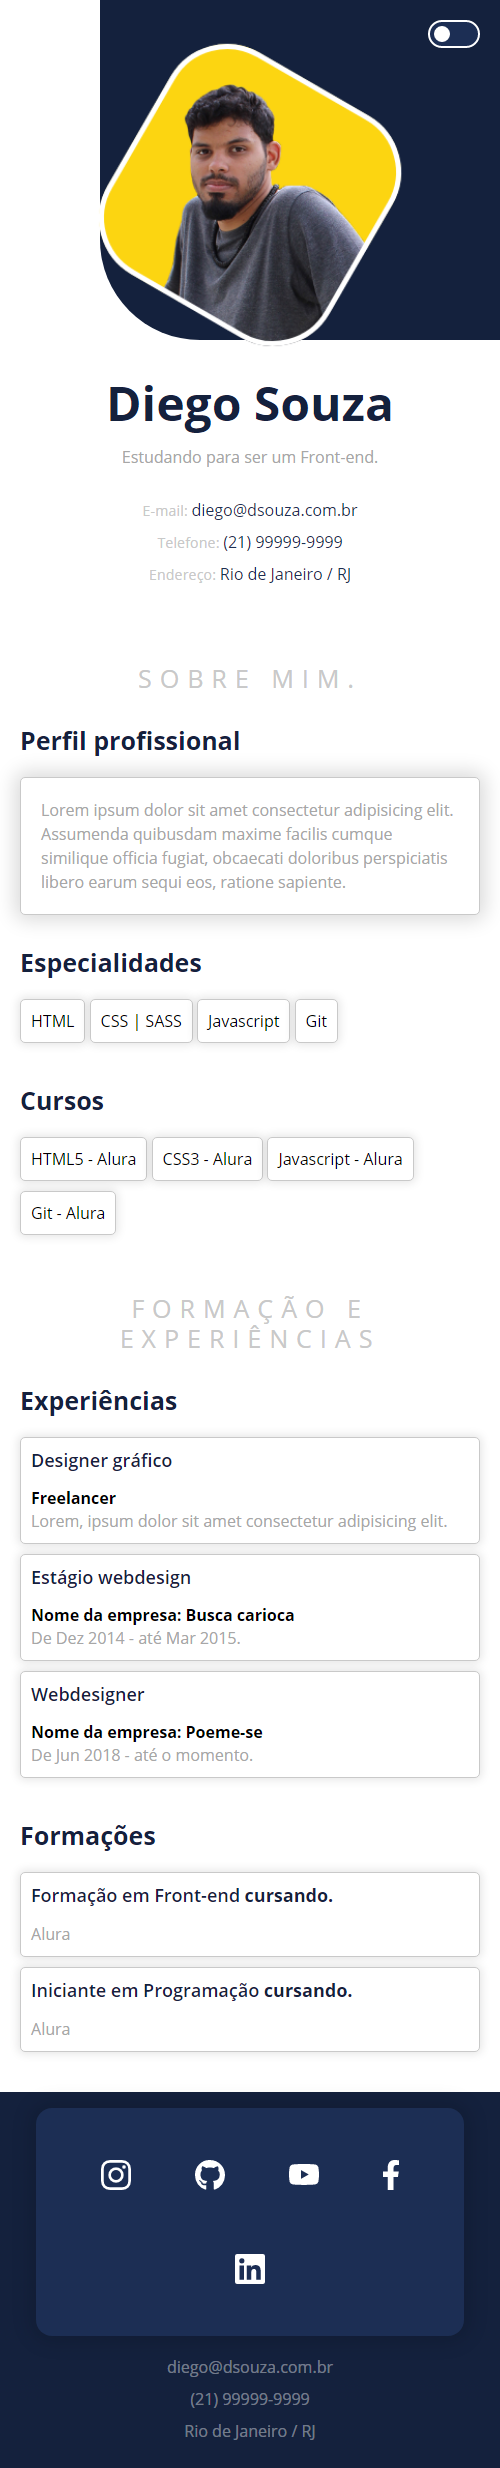 Diego Souza
Estudando para ser um Front-end.
E-mail: diego@dsouza.com.br
Telefone: (21) 99999-9999
Endereço: Rio de Janeiro / RJ
SOBRE MIM.
Perfil profissional
Lorem ipsum dolor sit amet consectetur adipisicing elit.
Assumenda quibusdam maxime facilis cumque
similique officia fugiat, obcaecati doloribus perspiciatis
libero earum sequi eos, ratione sapiente.
Especialidades
HTML CSS | SASS Javascript Git
Cursos
HTML5 - Alura CSS3 - Alura Javascript - Alura
Git - Alura
FORMAÇÃO E
EXPERIÊNCIAS
Experiências
Designer gráfico
Freelancer
Lorem, ipsum dolor sit amet consectetur adipisicing elit.
Estágio webdesign
Nome da empresa: Busca carioca
De Dez 2014 - até Mar 2015.
Webdesigner
Nome da empresa: Poeme-se
De Jun 2018 - até o momento.
Formações
Formação em Front-end cursando.
Alura
Iniciante em Programação cursando.
Alura
diego@dsouza.com.br
(21) 99999-9999
Rio de Janeiro / RJ